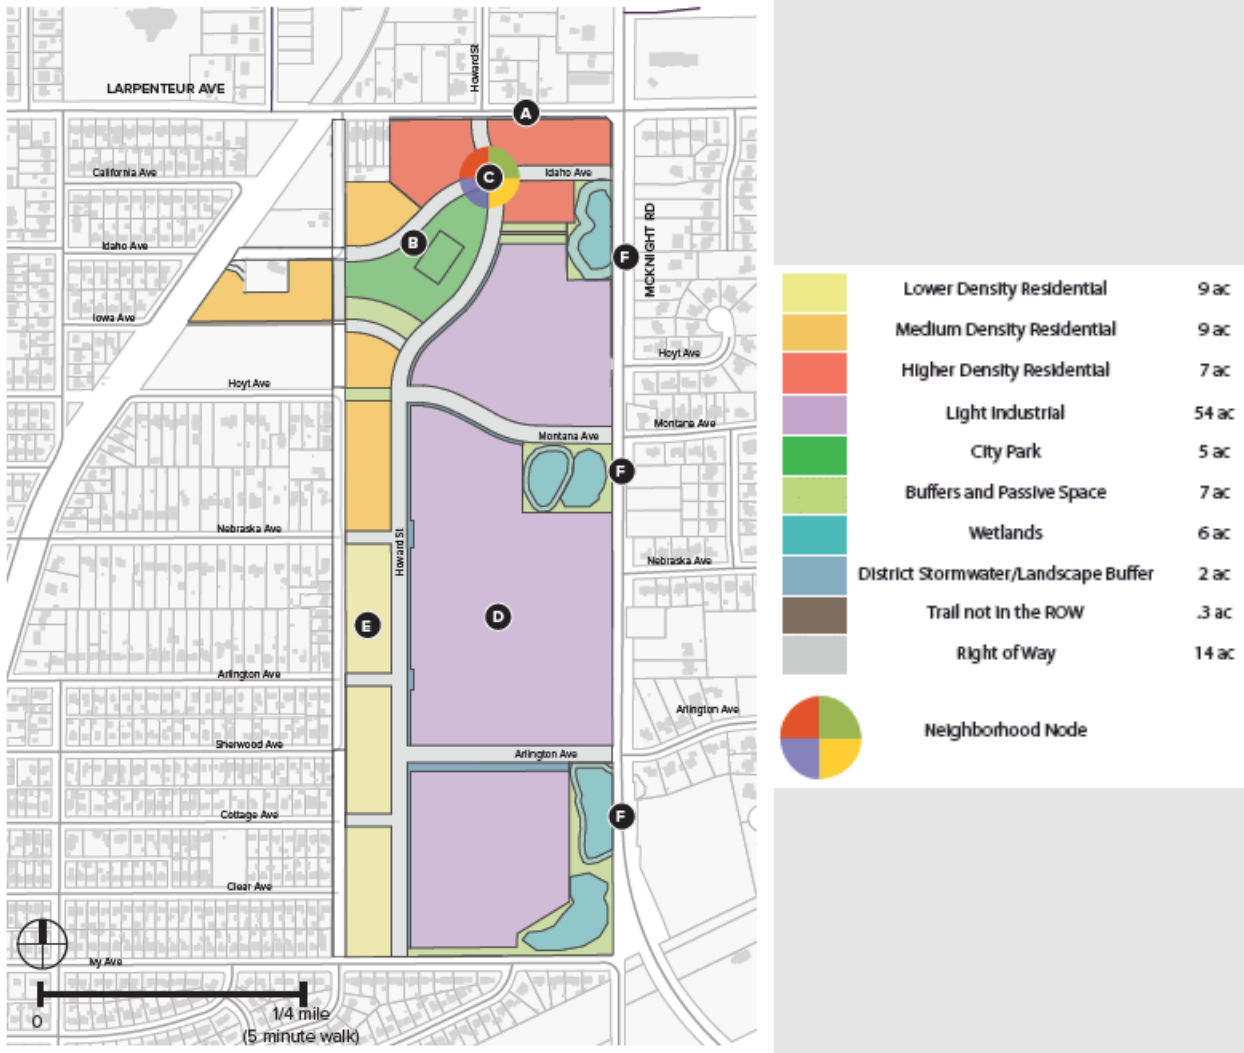 LARPENTEUR AVE
Howard St
A
California Ave
C
Idaho Ave
MCKNIGHT RD
B
Idaho Ave
F
Iowa Ave
Hoyt Ave
Hoyt Ave
Montana Ave
Montana Ave
F
Nebraska Ave
Howard St
Nebraska Ave
D
E
Arlington Ave
Arlington Ave
Sherwood Ave
Arlington Ave
Cottage Ave
F
Clear Ave
Ivy Ave
0
1/4 mile
(5 minute walk)
Lower Density Residential 9 ac
Medium Density Residential 9 ac
Higher Density Residential 7 ac
Light Industrial 54 ac
City Park 5 ac
Buffers and Passive Space 7 ac
Wetlands 6 ac
District Stormwater/Landscape Buffer 2 ac
Trail not in the ROW .3 ac
Right of Way 14 ac
Neighborhood Node